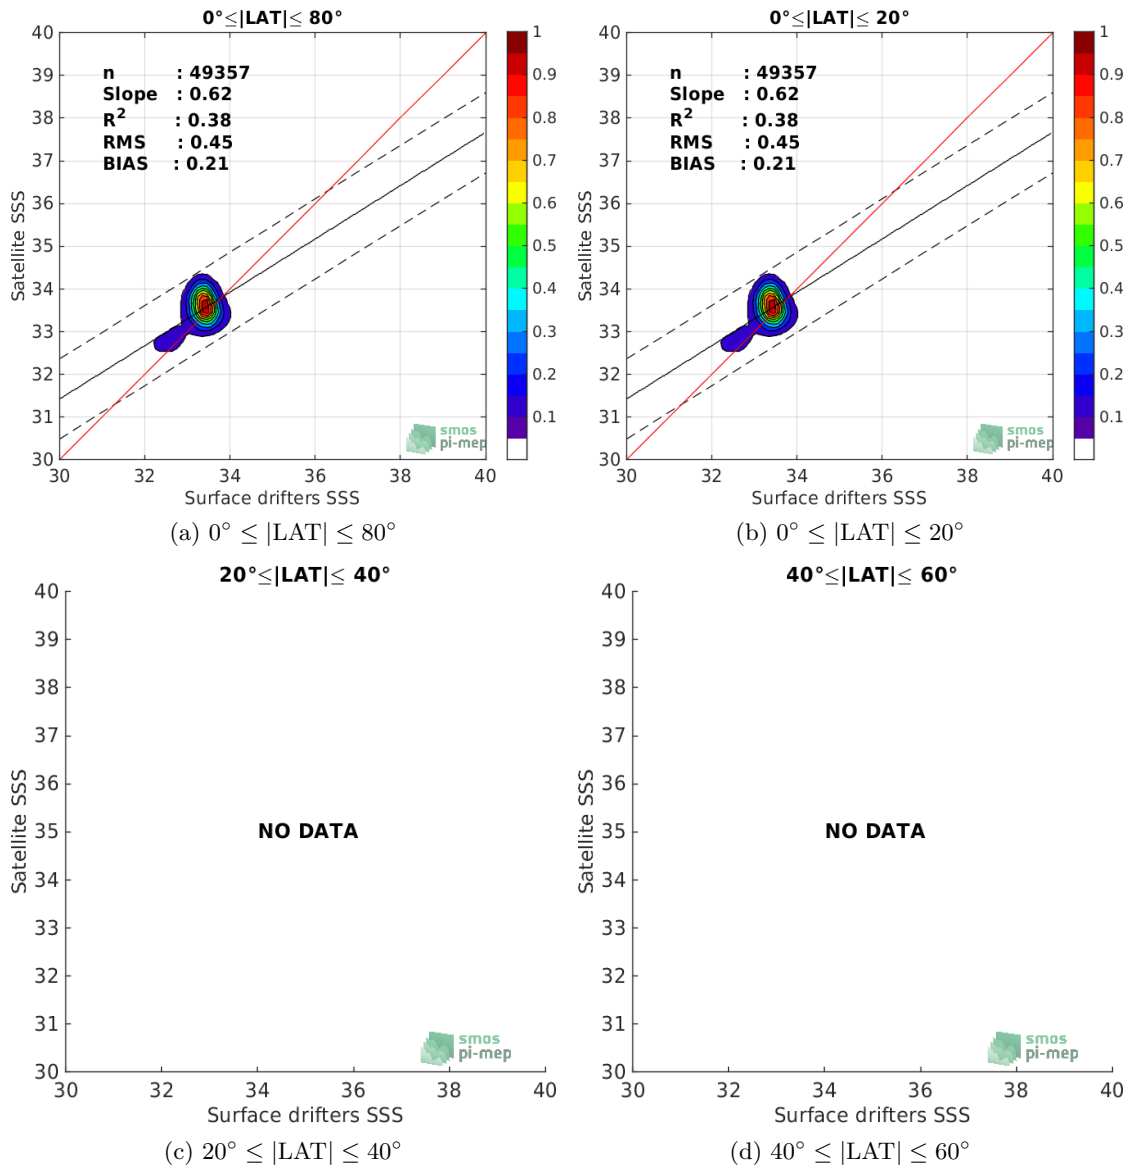 0°≤|LAT|≤ 80°
40
39
38
37
36
35
34
33
32
31
30
Satellite SSS
n : 49357
Slope : 0.62
R2 : 0.38
RMS : 0.45
BIAS : 0.21
smos
pi-mep
30 32 34 36 38 40
Surface drifters SSS
1
0.9
0.8
0.7
0.6
0.5
0.4
0.3
0.2
0.1
(a) 0° ≤ |LAT| ≤ 80°
0°≤|LAT|≤ 20°
40
39
38
37
36
35
34
33
32
31
30
Satellite SSS
n : 49357
Slope : 0.62
R2 : 0.38
RMS : 0.45
BIAS : 0.21
smos
pi-mep
30 32 34 36 38 40
Surface drifters SSS
1
0.9
0.8
0.7
0.6
0.5
0.4
0.3
0.2
0.1
(b) 0° ≤ |LAT| ≤ 20°
20°≤|LAT|≤ 40°
40
39
38
37
36
35
34
33
32
31
30
Satellite SSS
NO DATA
smos
pi-mep
30 32 34 36 38 40
Surface drifters SSS
(c) 20° ≤ |LAT| ≤ 40°
40°≤|LAT|≤ 60°
40
39
38
37
36
35
34
33
32
31
30
Satellite SSS
NO DATA
smos
pi-mep
30 32 34 36 38 40
Surface drifters SSS
(d) 40° ≤ |LAT| ≤ 60°